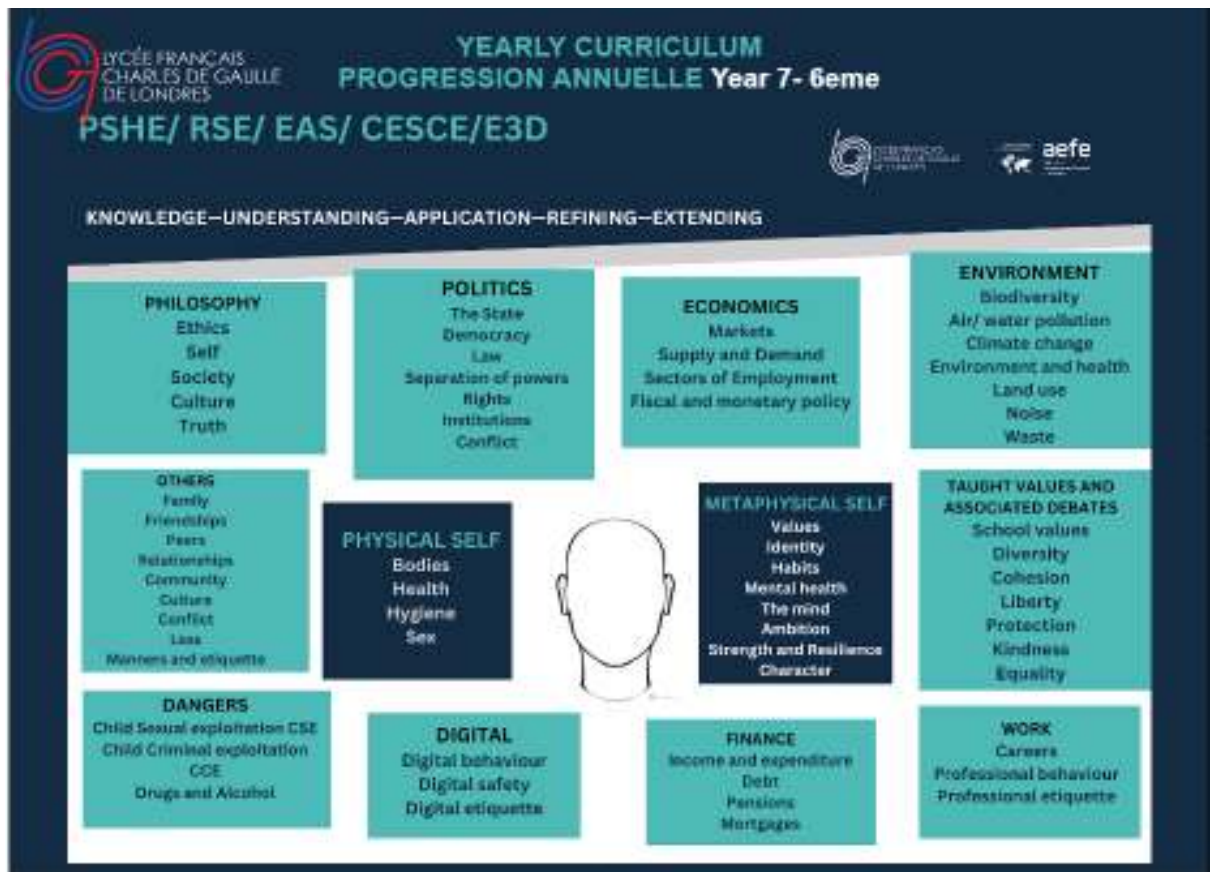 LYCÉE FRANÇAIS
CHARLES DE GAULLE
DE LONDRES
YEARLY CURRICULUM
PROGRESSION ANNUELLE Year 7- 6eme
PSHE/ RSE/ EAS/ CESCE/E3D
aefe
KNOWLEDGE—UNDERSTANDING—APPLICATION—REFINING—EXTENDING
PHILOSOPHY
Ethics
Self
Society
Culture
Truth
POLITICS
The State
Democracy
Law
Separation of powers
Rights
Institutions
Conflict
ECONOMICS
Markets
Supply and Demand
Sectors of Employment
Fiscal and monetary policy
ENVIRONMENT
Biodiversity
Air/ water pollution
Climate change
Environment and health
Land use
Noise
Waste
OTHERS
Family
Friendships
Peers
Relationships
Community
Culture
Conflict
Loss
Manners and etiquette
PHYSICAL SELF
Bodies
Health
Hygiene
Sex
METAPHYSICAL SELF
Values
Identity
Habits
Mental health
The mind
Ambition
Strength and Resilience
Character
TAUGHT VALUES AND
ASSOCIATED DEBATES
School values
Diversity
Cohesion
Liberty
Protection
Kindness
Equality
DANGERS
Child Sexual exploitation CSE
Child Criminal exploitation
CCE
Drugs and Alcohol
DIGITAL
Digital behaviour
Digital safety
Digital etiquette
FINANCE
Income and expenditure
Debt
Pensions
Mortgages
WORK
Careers
Professional behaviour
Professional etiquette